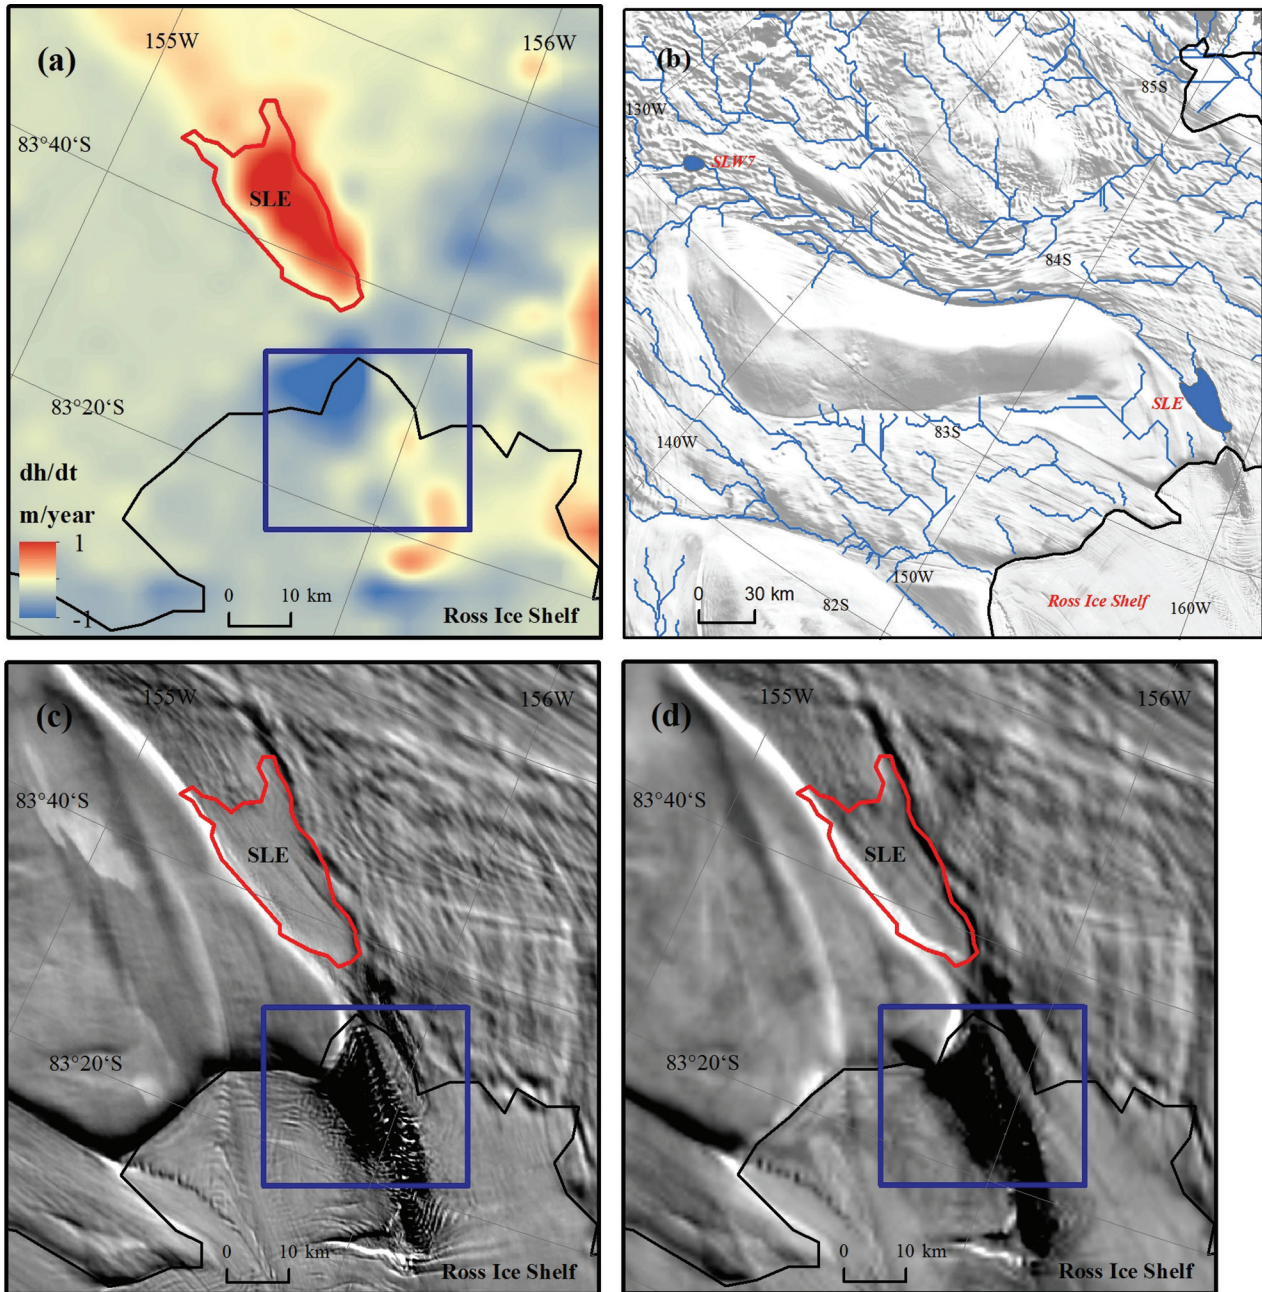 (a)
155W
156W
83°40‘S
SLE
83°20‘S
dh/dt
m/year
1
-1
0 10 km
Ross Ice Shelf
(b)
85S
130W
SLW7
84S
SLE
83S
140W
150W
0 30 km
82S
Ross Ice Shelf
160W
(c)
155W
156W
83°40‘S
SLE
83°20‘S
0 10 km
Ross Ice Shelf
(d)
155W
156W
83°40‘S
SLE
83°20‘S
0 10 km
Ross Ice Shelf